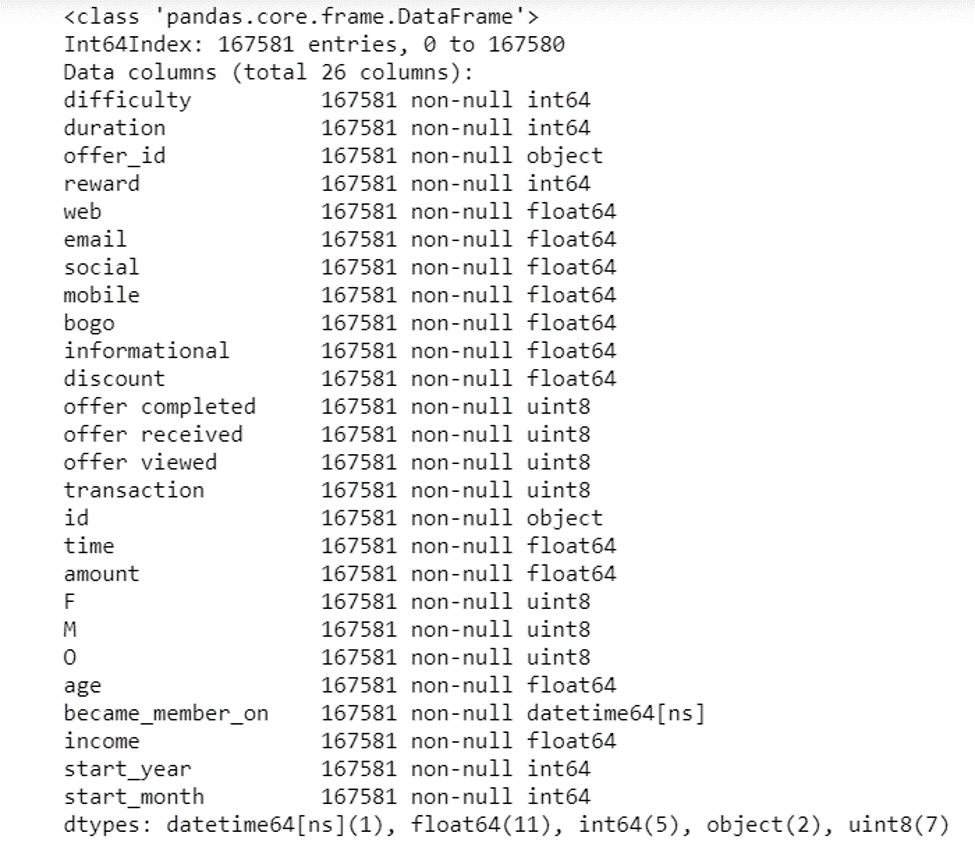 <class 'pandas.core.frame.DataFrame'>
Int64Index: 167581 entries, 0 to 167580
Data columns (total 26 columns):
difficulty 167581 non-null int64
duration 167581 non-null int64
offer_id 167581 non-null object
reward 167581 non-null int64
web 167581 non-null float64
email 167581 non-null float64
social 167581 non-null float64
mobile 167581 non-null float64
bogo 167581 non-null float64
informational 167581 non-null float64
discount 167581 non-null float64
offer completed 167581 non-null uint8
offer received 167581 non-null uint8
offer viewed 167581 non-null uint8
transaction 167581 non-null uint8
id 167581 non-null object
time 167581 non-null float64
amount 167581 non-null float64
F 167581 non-null uint8
M 167581 non-null uint8
O 167581 non-null uint8
age 167581 non-null float64
became_member_on 167581 non-null datetime64[ns]
income 167581 non-null float64
start_year 167581 non-null int64
start_month 167581 non-null int64
dtypes: datetime64[ns](1), float64(11), int64(5), object(2), uint8(7)